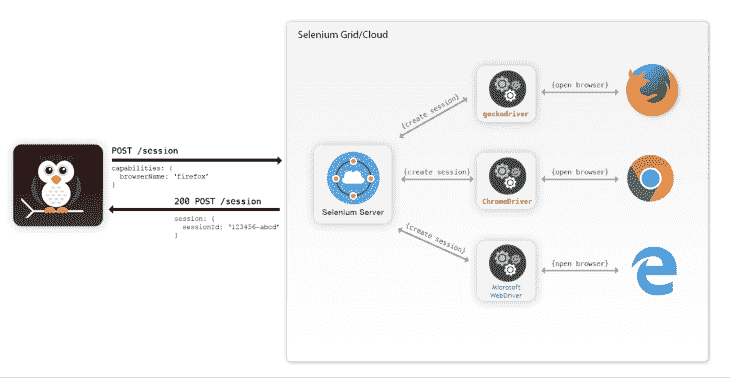 Selenium Grid/Cloud
POST /session
capabilities: {
browserName: 'firefox'
}
200 POST /session
session: {
sessionId: '123456-abcd'
}
Selenium Server
{create session}
geckodriver
{open browser}
{create session}
ChromeDriver
{open browser}
{create session}
Microsoft
WebDriver
{open browser}